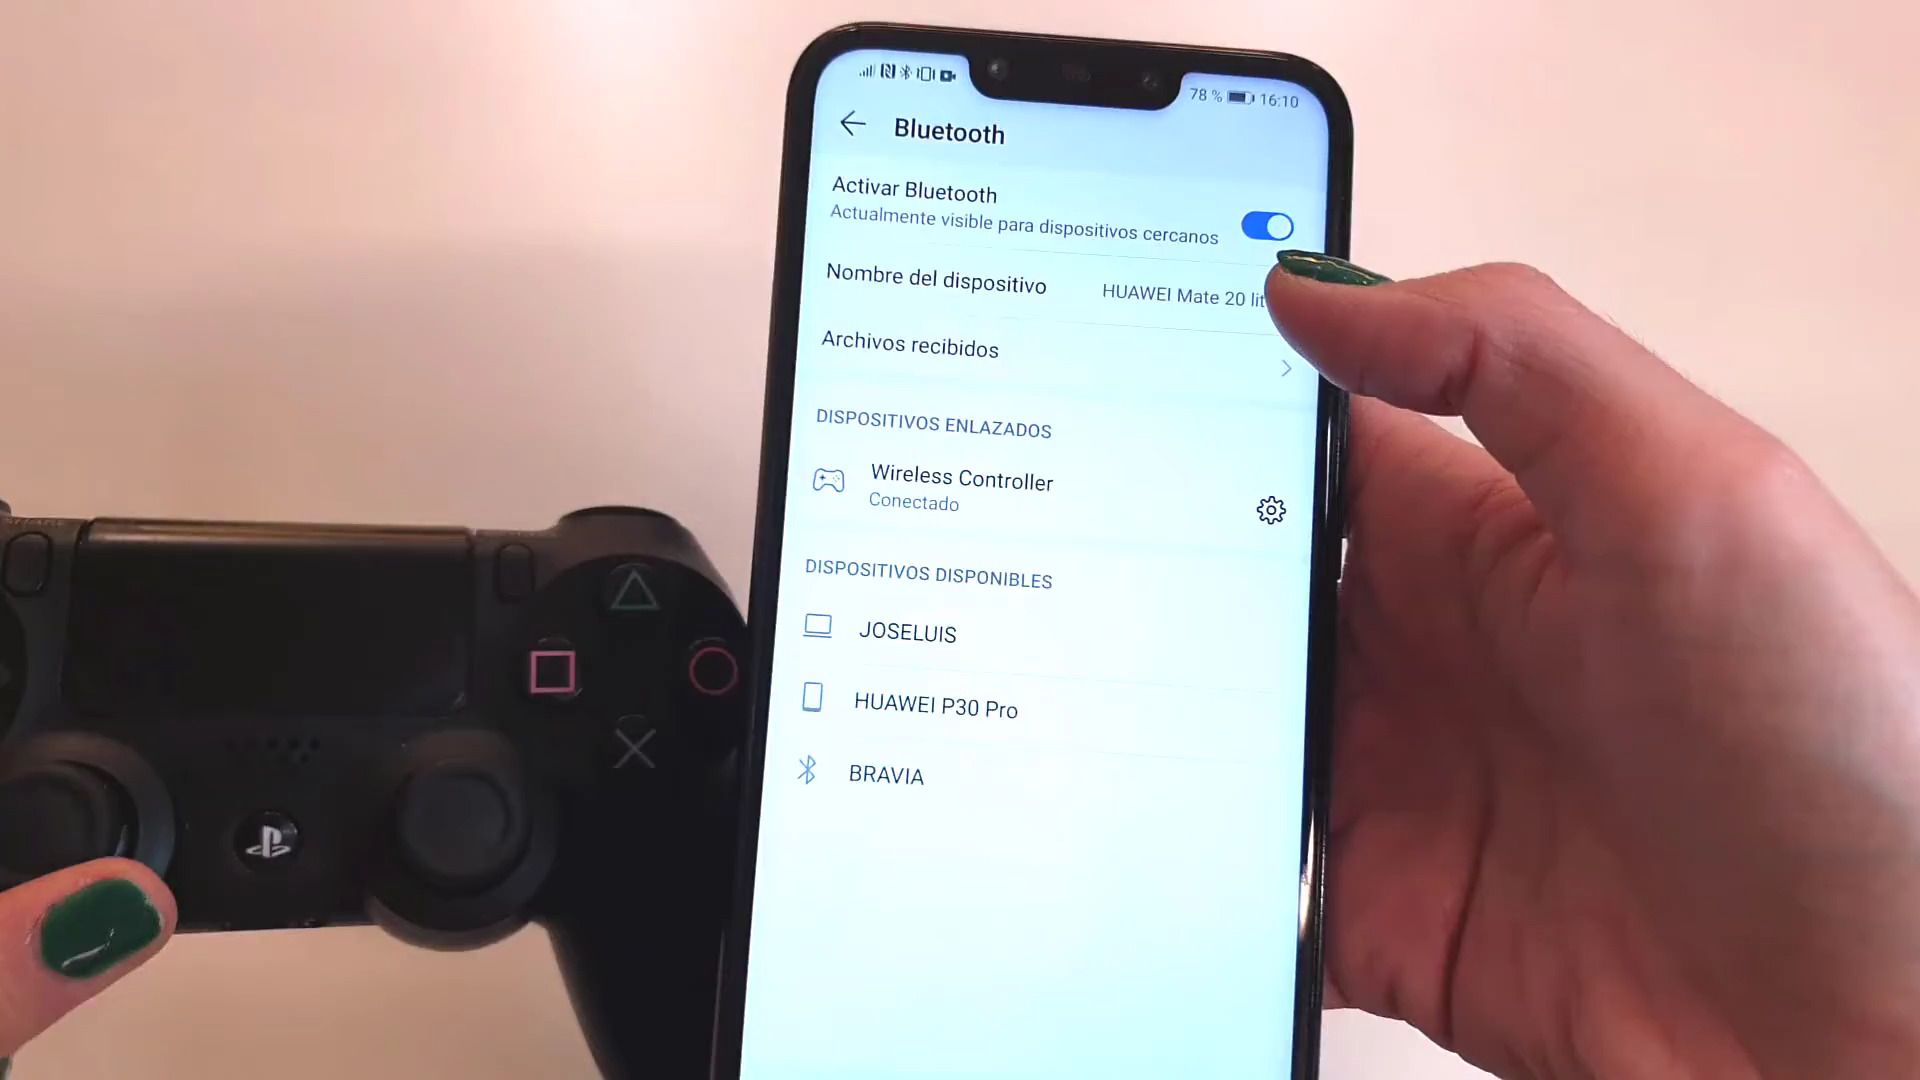 78 % 16:10
Bluetooth
Activar Bluetooth
Actualmente visible para dispositivos cercanos
Nombre del dispositivo HUAWEI Mate 20 lit
Archivos recibidos
DISPOSITIVOS ENLAZADOS
Wireless Controller
Conectado
DISPOSITIVOS DISPONIBLES
JOSELUIS
HUAWEI P30 Pro
BRAVIA